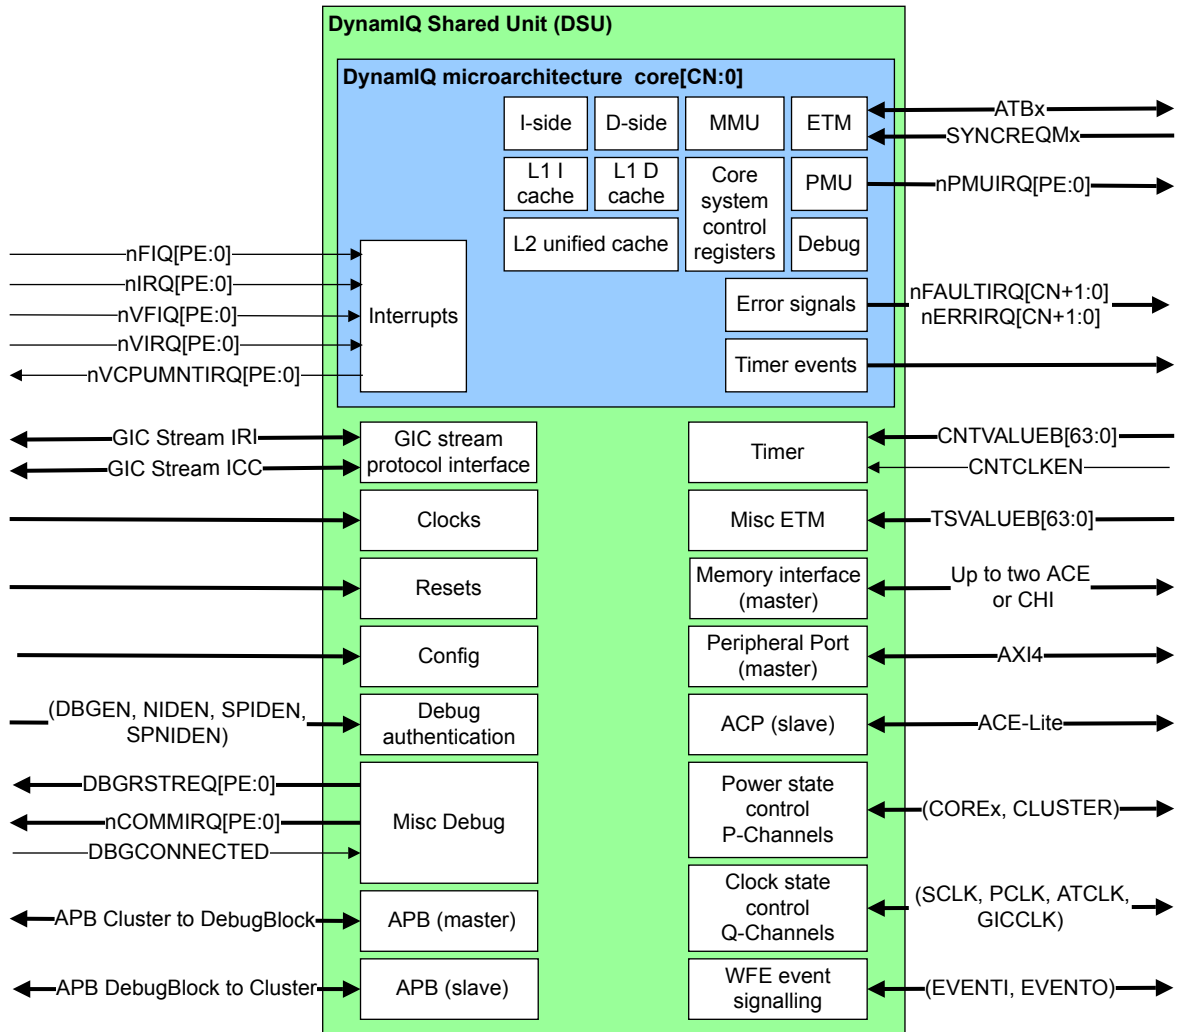 DynamIQ Shared Unit (DSU)
DynamIQ microarchitecture core[CN:0]
I-side
D-side
MMU
ETM
ATBx
SYNCREQMx
L1 I
cache
L1 D
cache
Core
system
control
registers
PMU
nPMUIRQ[PE:0]
L2 unified cache
Debug
nFIQ[PE:0]
nIRQ[PE:0]
nVFIQ[PE:0]
nVIRQ[PE:0]
nVCPUMNTIRQ[PE:0]
Interrupts
Error signals
nFAULTIRQ[CN+1:0]
nERRIRQ[CN+1:0]
Timer events
GIC Stream IRI
GIC Stream ICC
GIC stream
protocol interface
Timer
CNTVALUEB[63:0]
CNTCLKEN
Clocks
Misc ETM
TSVALUEB[63:0]
Resets
Memory interface
(master)
Up to two ACE
or CHI
Config
Peripheral Port
(master)
AXI4
(DBGEN, NIDEN, SPIDEN,
SPNIDEN)
Debug
authentication
ACP (slave)
ACE-Lite
DBGRSTREQ[PE:0]
nCOMMIRQ[PE:0]
DBGCONNECTED
Misc Debug
Power state
control
P-Channels
(COREx, CLUSTER)
APB Cluster to DebugBlock
APB (master)
Clock state
control
Q-Channels
(SCLK, PCLK, ATCLK,
GICCLK)
APB DebugBlock to Cluster
APB (slave)
WFE event
signalling
(EVENTI, EVENTO)